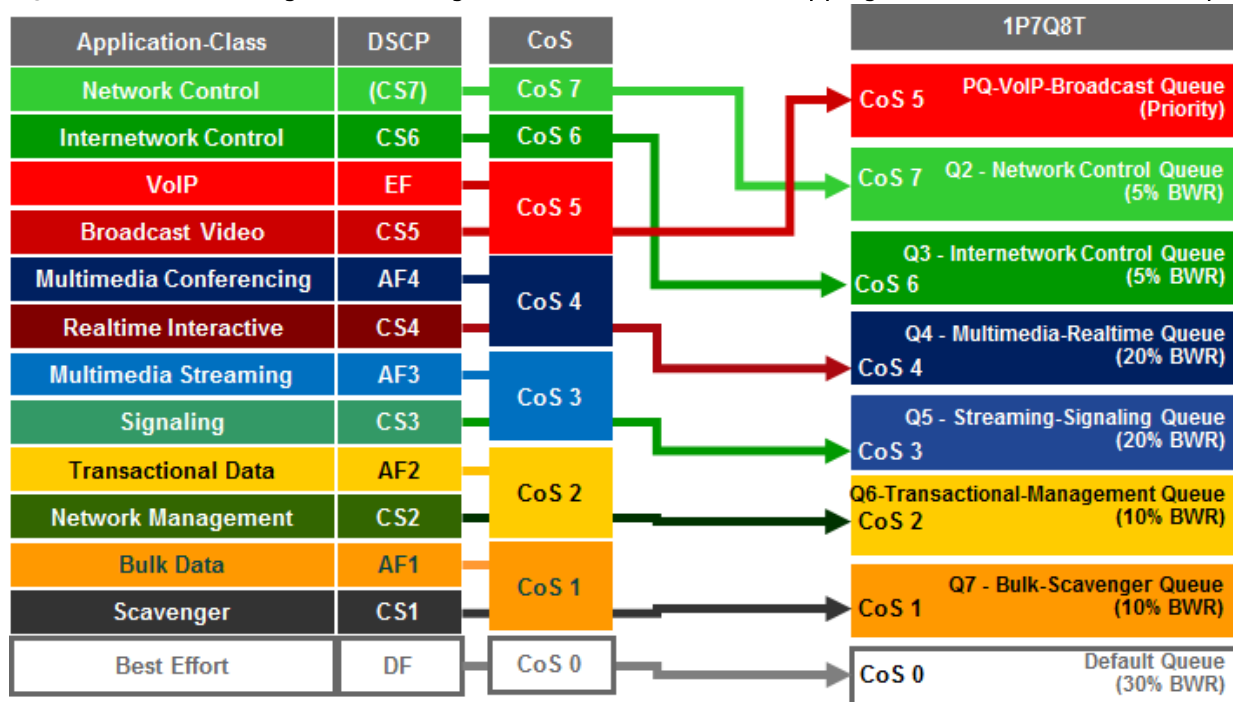 Application-Class DSCP CoS
Network Control (CS7) CoS 7
Internetwork Control CS6 CoS 6
VoIP EF
CoS 5
Broadcast Video CS5
Multimedia Conferencing AF4
CoS 4
Realtime Interactive CS4
Multimedia Streaming AF3
CoS 3
Signaling CS3
Transactional Data AF2
CoS 2
Network Management CS2
Bulk Data AF1
CoS 1
Scavenger CS1
Best Effort DF CoS 0
1P7Q8T
PQ-VoIP-Broadcast Queue
CoS 5 (Priority)
CoS 7 Q2 - Network Control Queue
(5% BWR)
Q3 - Internetwork Control Queue
CoS 6 (5% BWR)
Q4 - Multimedia-Realtime Queue
(20% BWR)
CoS 4
Q5 - Streaming-Signaling Queue
(20% BWR)
CoS 3
Q6-Transactional-Management Queue
CoS 2 (10% BWR)
Q7 - Bulk-Scavenger Queue
CoS 1 (10% BWR)
Default Queue
CoS 0 (30% BWR)